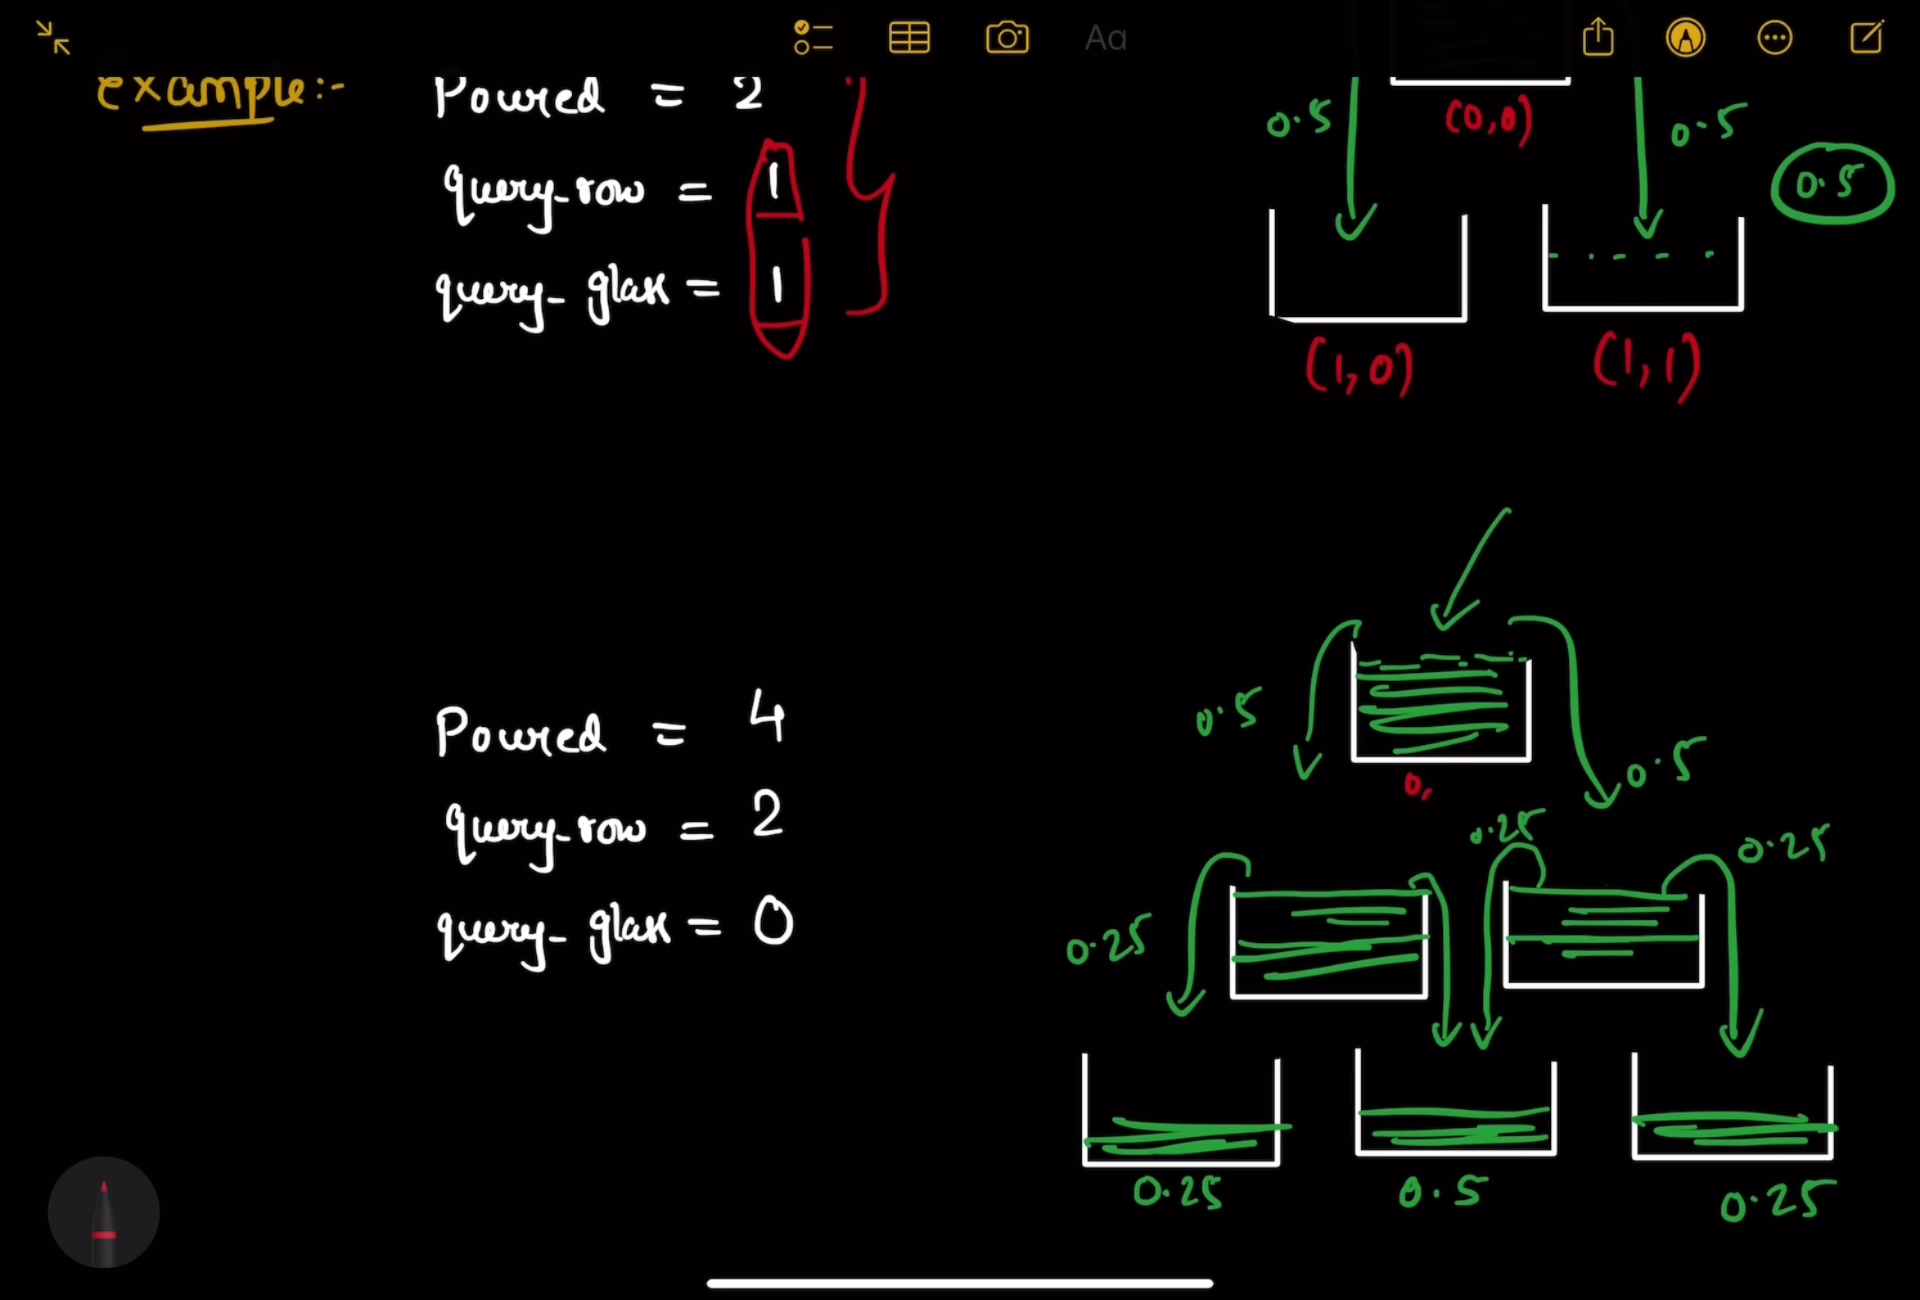 Aa
example:-
Poured = 2
query-row = 1
query-glass = 1
0.5
(0,0)
0.5
0.5
(1,0)
(1,1)
Poured = 4
query-row = 2
query-glass = 0
0.5
0.5
0,
0.25
0.25
0.25
0.25
0.5
0.25